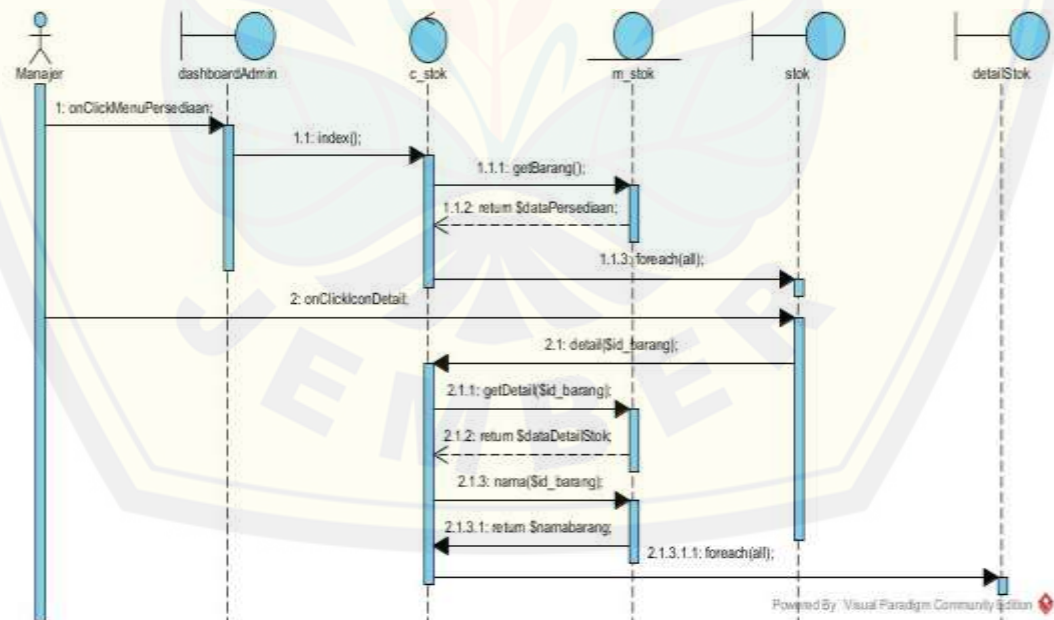 Manajer
dashboardAdmin
c_stok
m_stok
stok
detailStok
1: onClickMenuPersediaan;
1.1: index();
1.1.1: getBarang();
1.1.2: return $dataPersediaan;
1.1.3: foreach(all);
2: onClickIconDetail;
2.1: detail($id_barang);
2.1.1: getDetail($id_barang);
2.1.2: return $dataDetailStok;
2.1.3: nama($id_barang);
2.1.3.1: return $namabarang;
2.1.3.1.1: foreach(all);
JEMBER
Powered By Visual Paradigm Community Edition